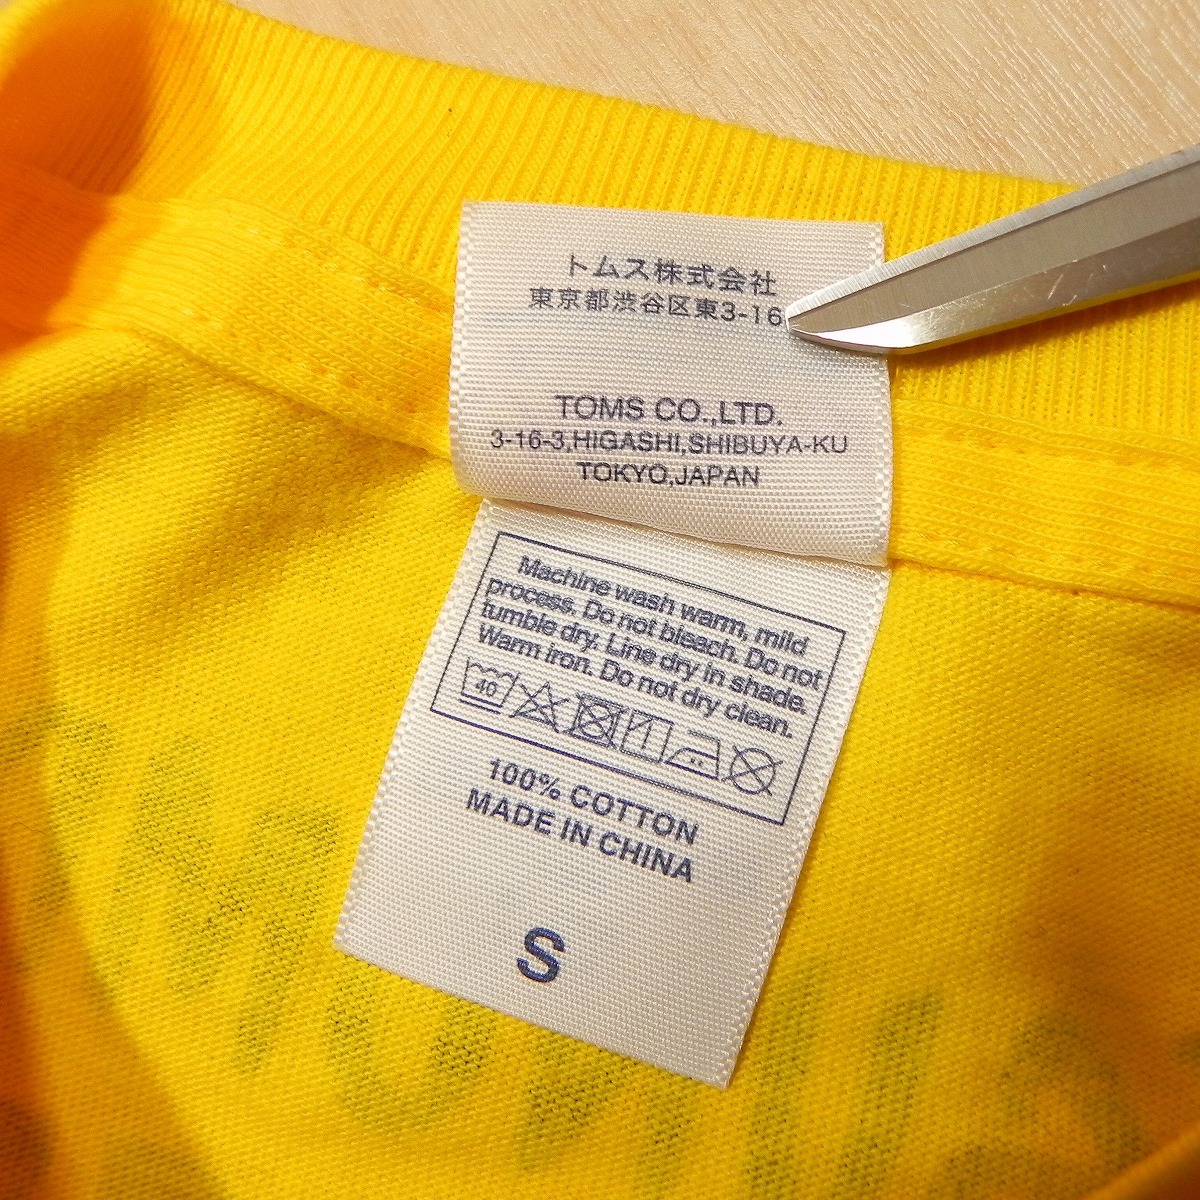 トムス株式会社
東京都渋谷区東3-16
TOMS CO.,LTD.
3-16-3,HIGASHI,SHIBUYA-KU
TOKYO,JAPAN
Machine wash warm, mild
process. Do not bleach. Do not
tumble dry. Line dry in shade.
Warm iron. Do not dry clean.
40
100% COTTON
MADE IN CHINA
S